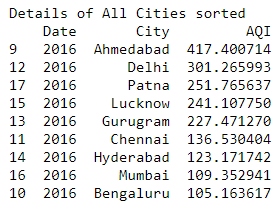 Details of All Cities sorted
Date City AQI
9 2016 Ahmedabad 417.400714
12 2016 Delhi 301.265993
17 2016 Patna 251.765637
15 2016 Lucknow 241.107750
13 2016 Gurugram 227.471270
11 2016 Chennai 136.530404
14 2016 Hyderabad 123.171742
16 2016 Mumbai 109.352941
10 2016 Bengaluru 105.163617